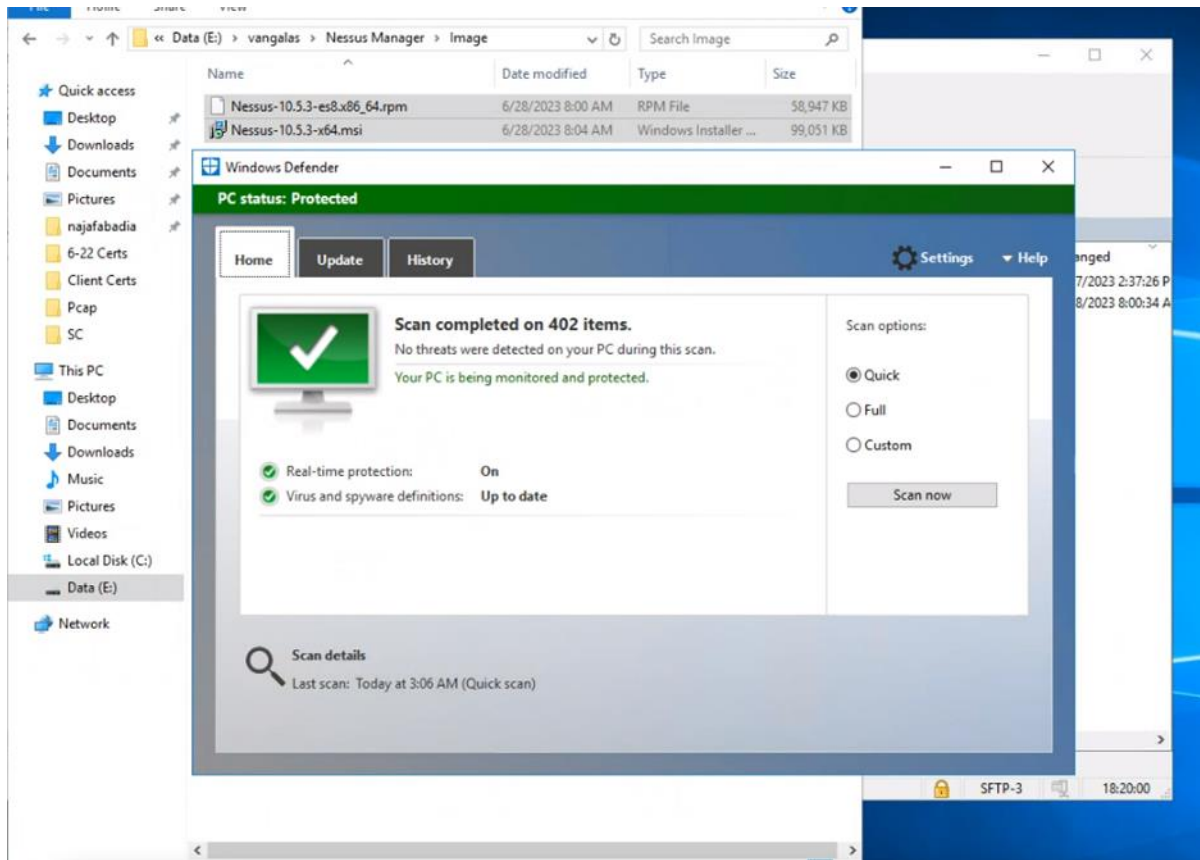 File Home Share View
« Data (E:) › vangalas › Nessus Manager › Image
Search Image
Name Date modified Type Size
Nessus-10.5.3-es8.x86_64.rpm 6/28/2023 8:00 AM RPM File 58,947 KB
Nessus-10.5.3-x64.msi 6/28/2023 8:04 AM Windows Installer ... 99,051 KB
Quick access
Desktop
Downloads
Documents
Pictures
najafabadia
6-22 Certs
Client Certs
Pcap
SC
This PC
Desktop
Documents
Downloads
Music
Pictures
Videos
Local Disk (C:)
Data (E:)
Network
Windows Defender
PC status: Protected
Home Update History
Settings Help
Scan completed on 402 items.
No threats were detected on your PC during this scan.
Your PC is being monitored and protected.
Real-time protection: On
Virus and spyware definitions: Up to date
Scan options:
Quick
Full
Custom
Scan now
Scan details
Last scan: Today at 3:06 AM (Quick scan)
anged
7/2023 2:37:26 P
8/2023 8:00:34 A
SFTP-3 18:20:00